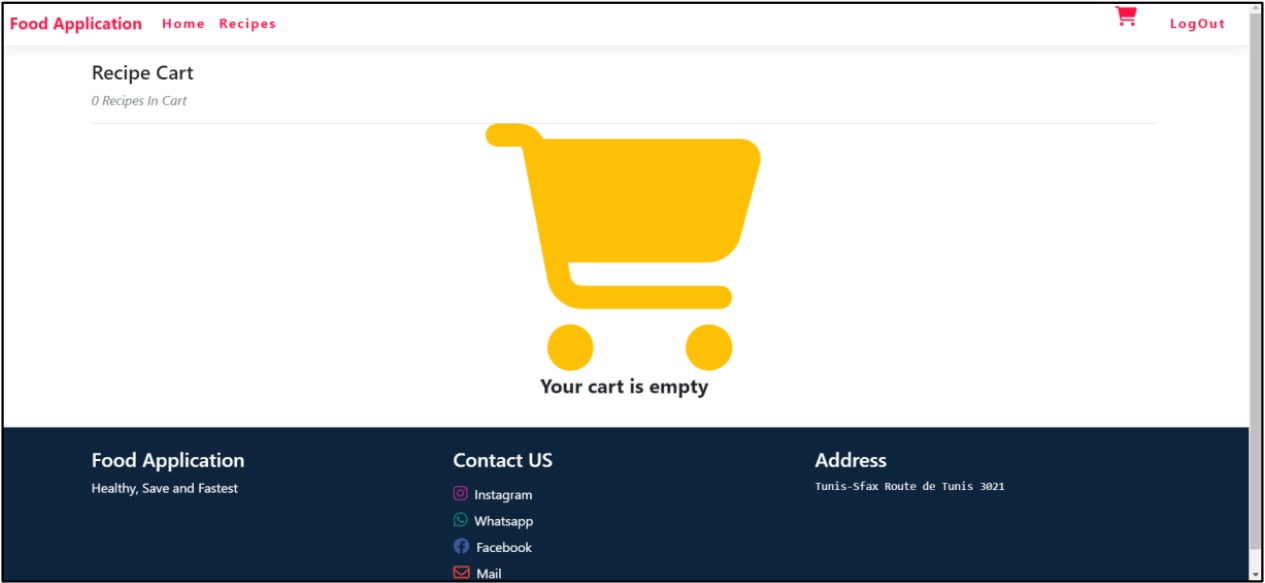 Food Application Home Recipes LogOut
Recipe Cart
0 Recipes In Cart
Your cart is empty
Food Application
Healthy, Save and Fastest
Contact US
Instagram
Whatsapp
Facebook
Mail
Address
Tunis-Sfax Route de Tunis 3021